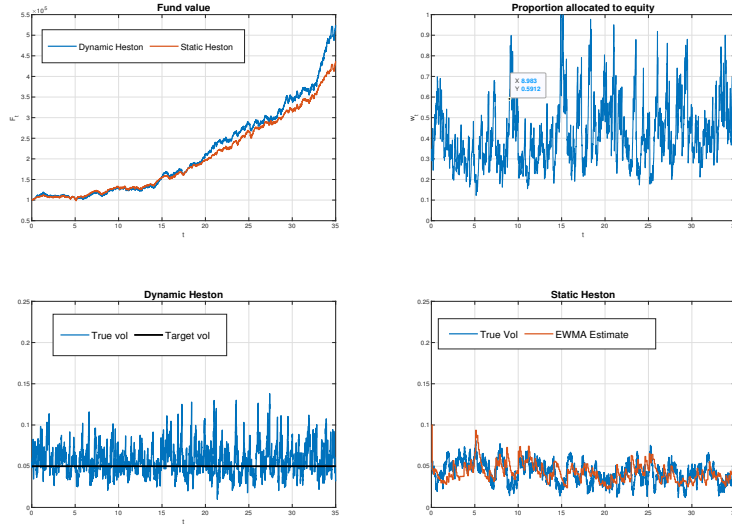 Fund value
5.5 ×10⁵
5
4.5
4
3.5
3
2.5
2
1.5
1
0.5
Dynamic Heston Static Heston
F_t
0 5 10 15 20 25 30 35
t
Proportion allocated to equity
1
0.9
0.8
0.7
0.6
0.5
0.4
0.3
0.2
0.1
0
X 8.983
Y 0.5912
w_t
0 5 10 15 20 25 30 35
t
Dynamic Heston
0.25
0.2
0.15
0.1
0.05
0
True vol Target vol
0 5 10 15 20 25 30 35
t
Static Heston
0.25
0.2
0.15
0.1
0.05
0
True Vol EWMA Estimate
0 5 10 15 20 25 30 35